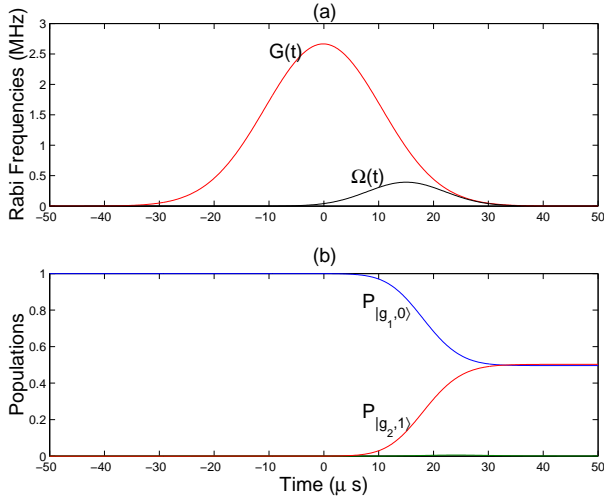 (a)
Rabi Frequencies (MHz)
3
2.5
2
1.5
1
0.5
0
G(t)
Ω(t)
−50 −40 −30 −20 −10 0 10 20 30 40 50
(b)
Populations
1
0.8
0.6
0.4
0.2
0
P|g1,0⟩
P|g2,1⟩
−50 −40 −30 −20 −10 0 10 20 30 40 50
Time (μ s)